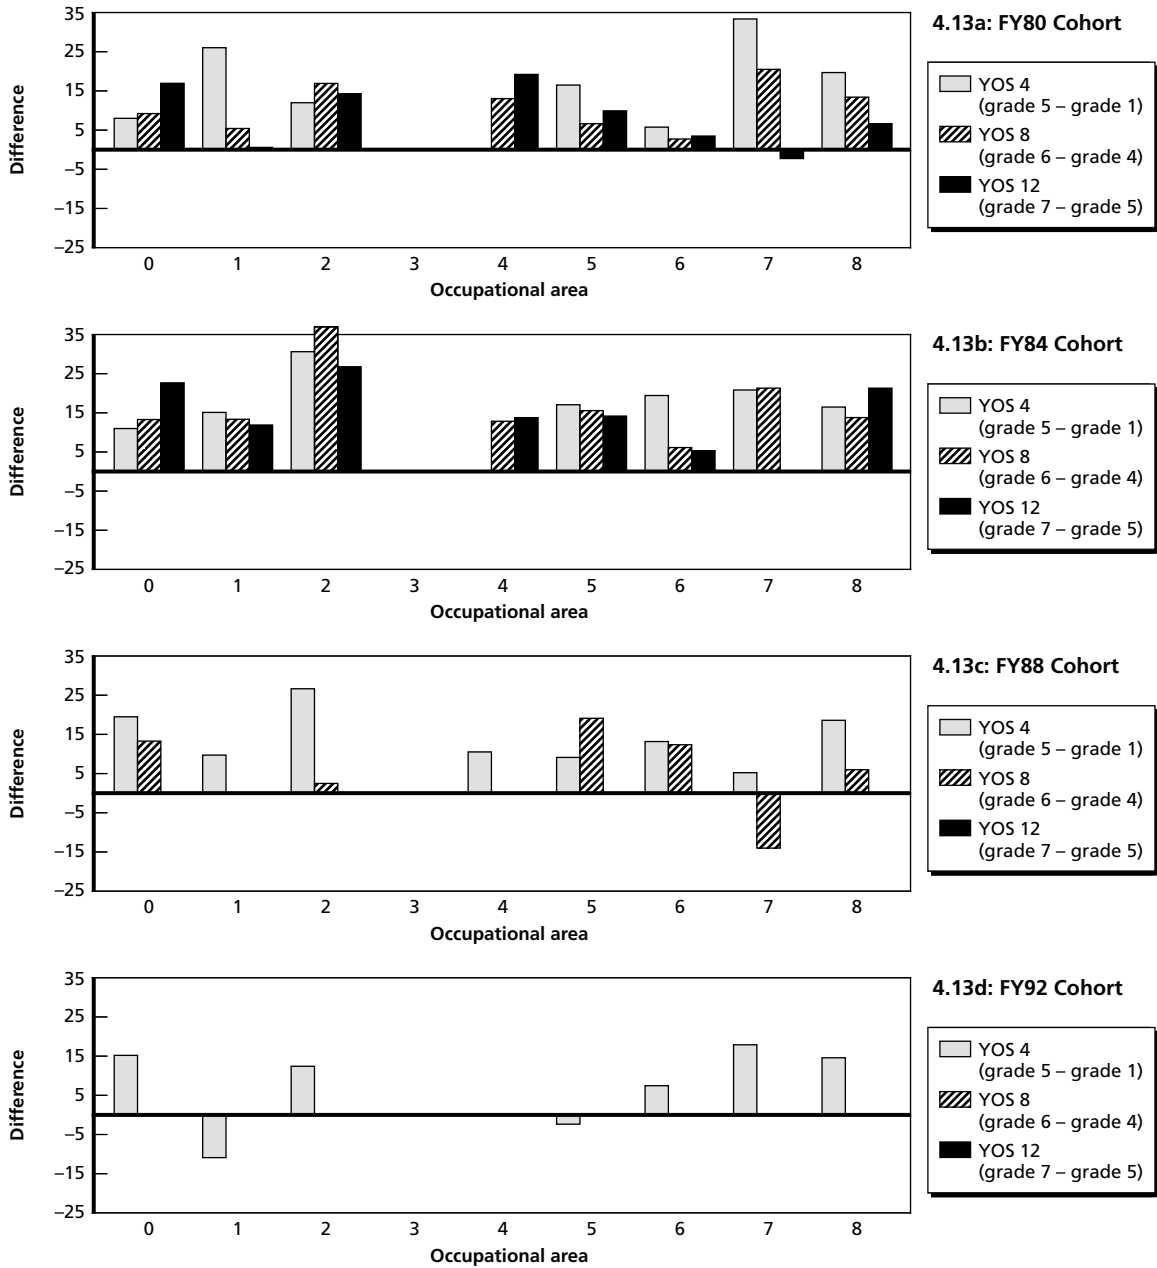 4.13a: FY80 Cohort
35
25
15
5
–5
–15
–25
Difference
0 1 2 3 4 5 6 7 8
Occupational area
YOS 4
(grade 5 – grade 1)
YOS 8
(grade 6 – grade 4)
YOS 12
(grade 7 – grade 5)
4.13b: FY84 Cohort
35
25
15
5
–5
–15
–25
Difference
0 1 2 3 4 5 6 7 8
Occupational area
YOS 4
(grade 5 – grade 1)
YOS 8
(grade 6 – grade 4)
YOS 12
(grade 7 – grade 5)
4.13c: FY88 Cohort
35
25
15
5
–5
–15
–25
Difference
0 1 2 3 4 5 6 7 8
Occupational area
YOS 4
(grade 5 – grade 1)
YOS 8
(grade 6 – grade 4)
YOS 12
(grade 7 – grade 5)
4.13d: FY92 Cohort
35
25
15
5
–5
–15
–25
Difference
0 1 2 3 4 5 6 7 8
Occupational area
YOS 4
(grade 5 – grade 1)
YOS 8
(grade 6 – grade 4)
YOS 12
(grade 7 – grade 5)